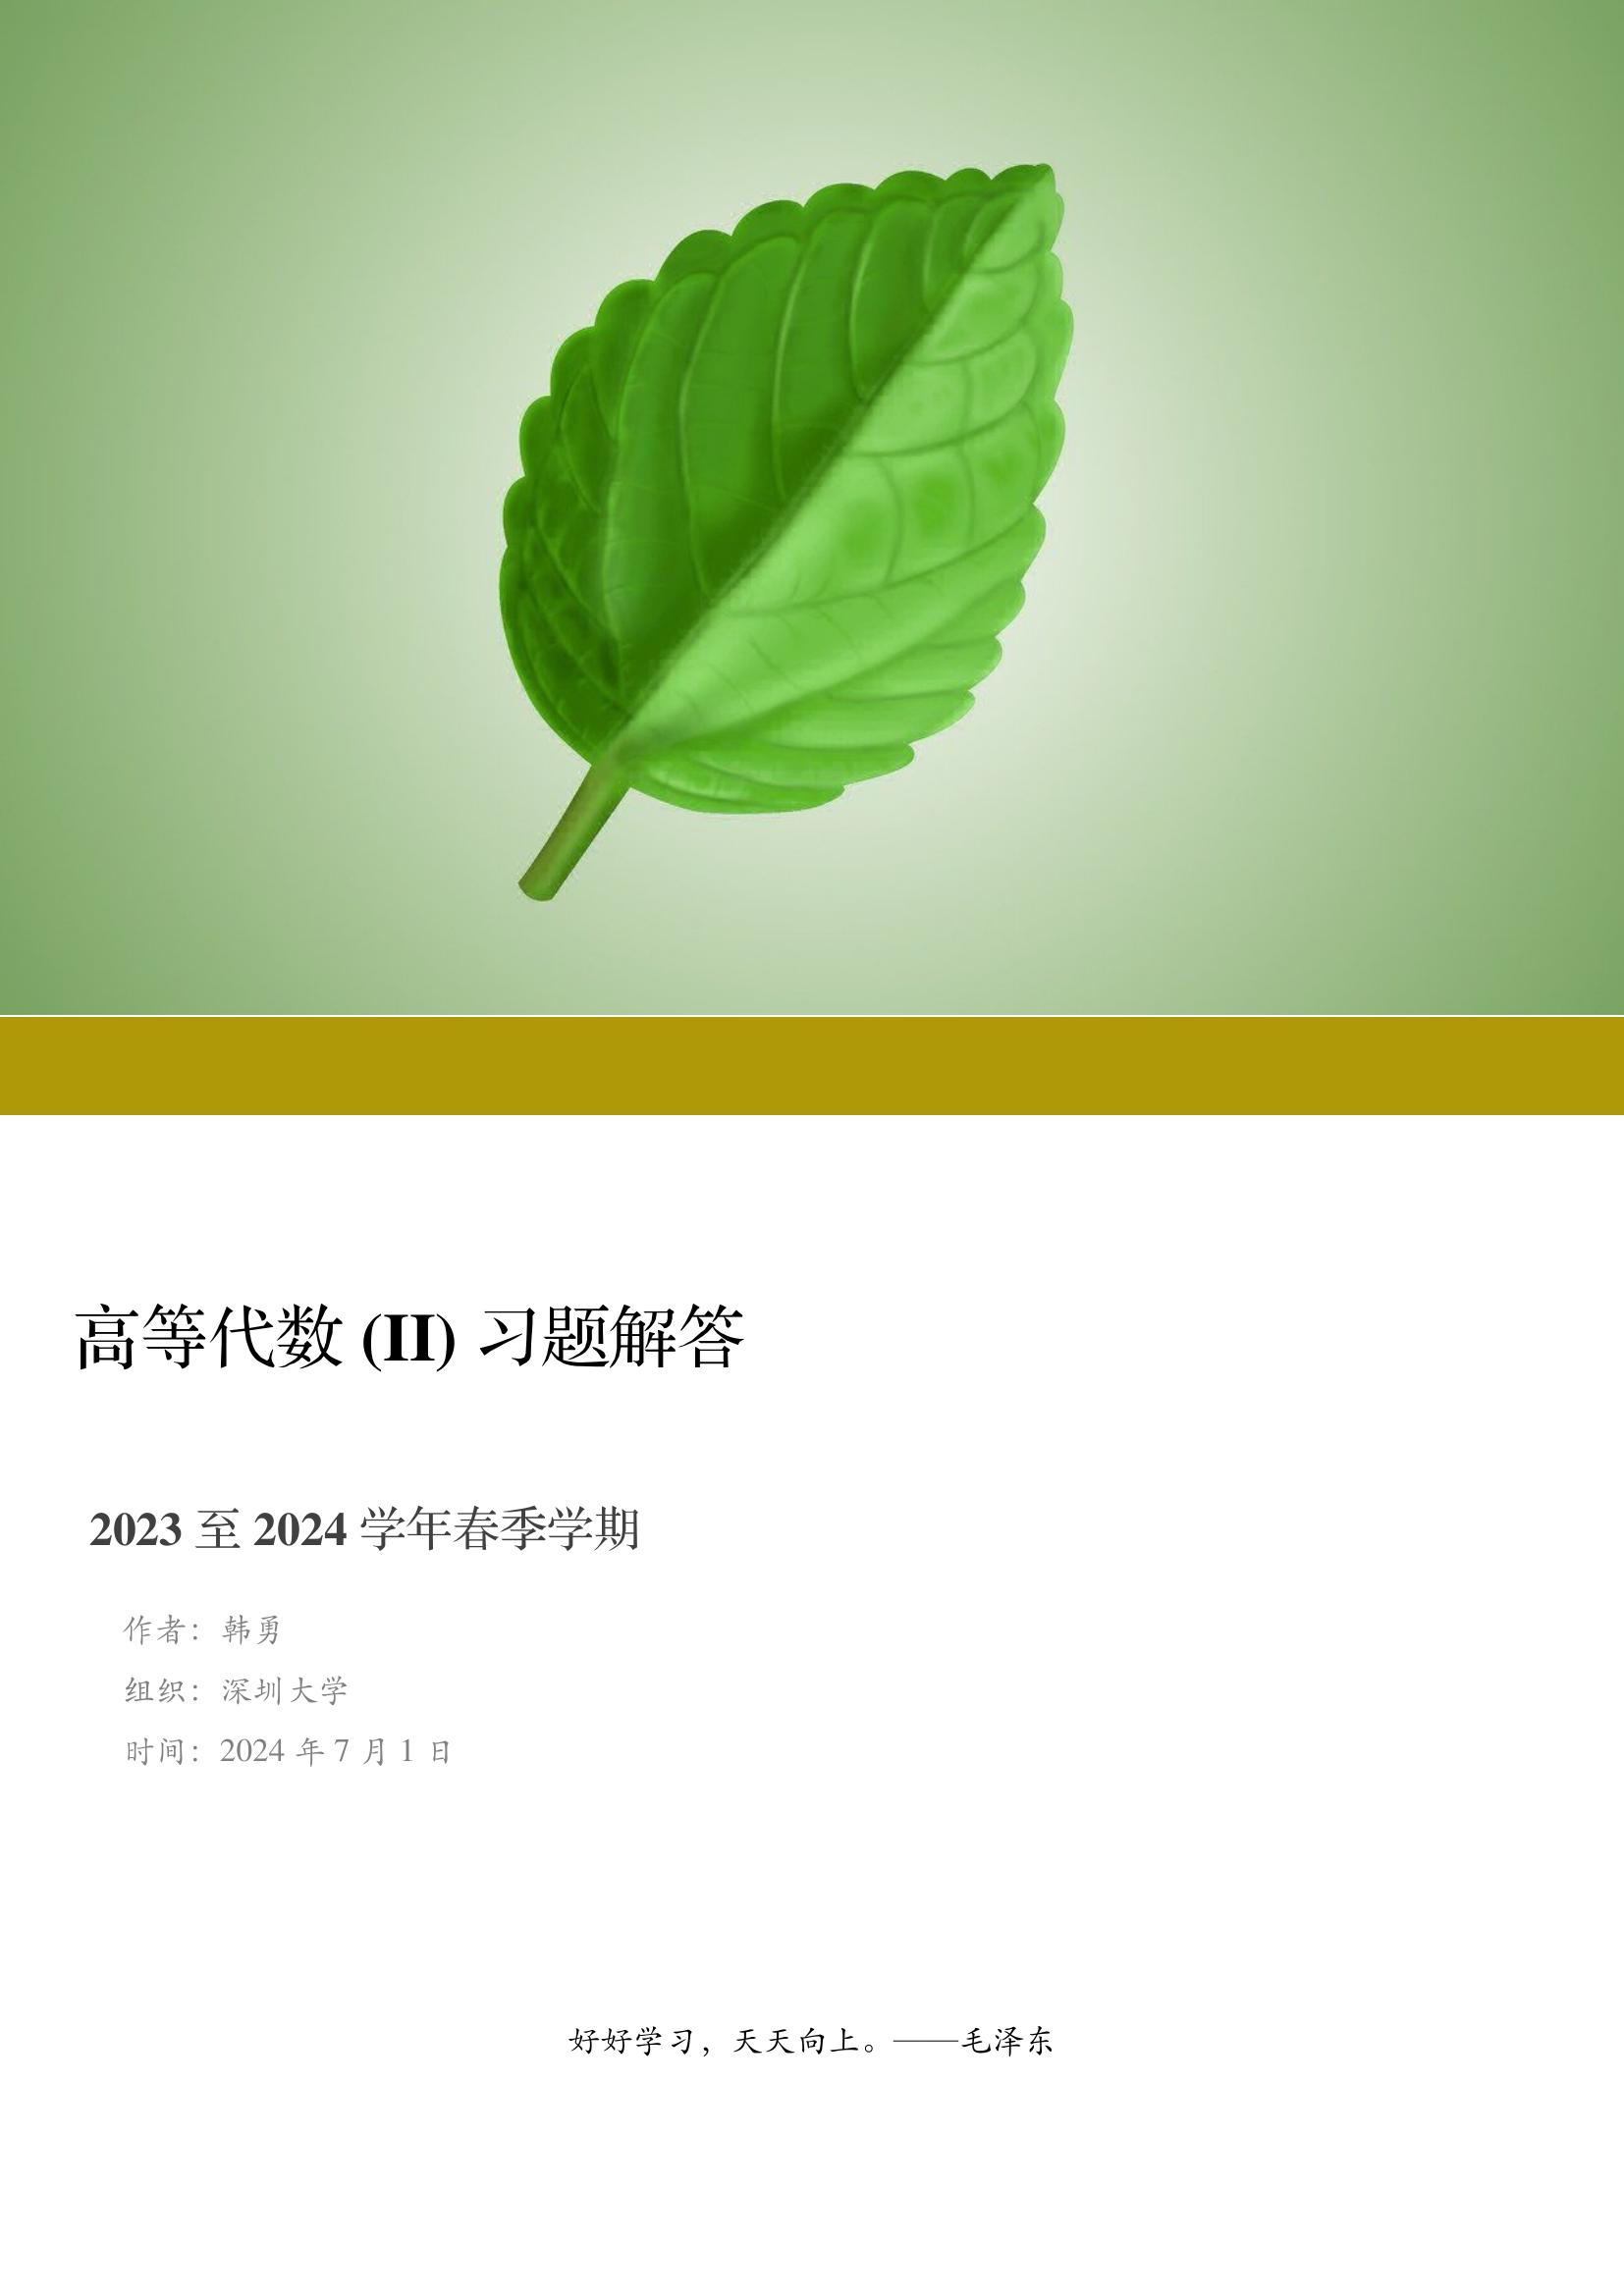 高等代数 (II) 习题解答
2023 至 2024 学年春季学期
作者：韩勇
组织：深圳大学
时间：2024 年 7 月 1 日
好好学习，天天向上。——毛泽东